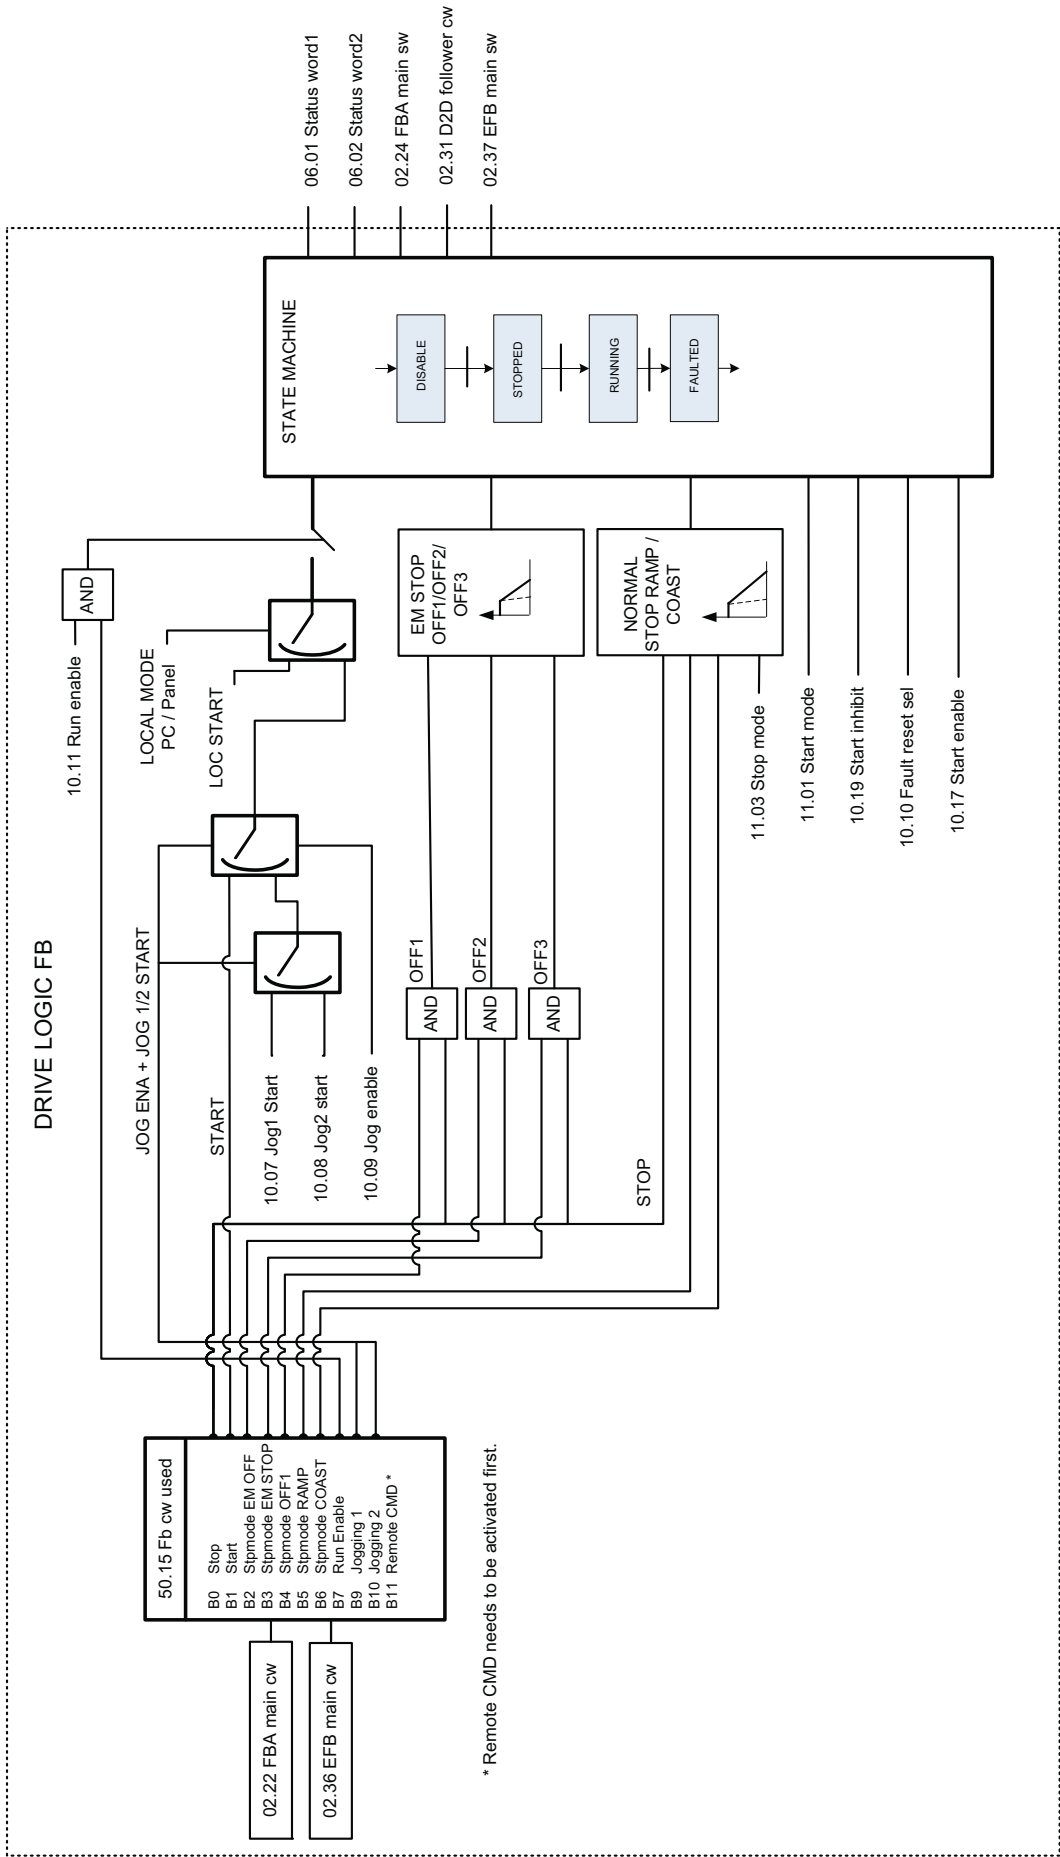 DRIVE LOGIC FB
02.22 FBA main cw
02.36 EFB main cw
50.15 Fb cw used
B0 Stop
B1 Start
B2 Stpmode EM OFF
B3 Stpmode EM STOP
B4 Stpmode OFF1
B5 Stpmode RAMP
B6 Stpmode COAST
B7 Run Enable
B9 Jogging 1
B10 Jogging 2
B11 Remote CMD *
* Remote CMD needs to be activated first.
JOG ENA + JOG 1/2 START
START
10.07 Jog1 Start
10.08 Jog2 start
10.09 Jog enable
AND
OFF1
AND
OFF2
AND
OFF3
STOP
10.11 Run enable
AND
LOCAL MODE
PC / Panel
LOC START
EM STOP
OFF1/OFF2/
OFF3
NORMAL
STOP RAMP /
COAST
11.03 Stop mode
11.01 Start mode
10.19 Start inhibit
10.10 Fault reset sel
10.17 Start enable
STATE MACHINE
DISABLE
STOPPED
RUNNING
FAULTED
06.01 Status word1
06.02 Status word2
02.24 FBA main sw
02.31 D2D follower cw
02.37 EFB main sw